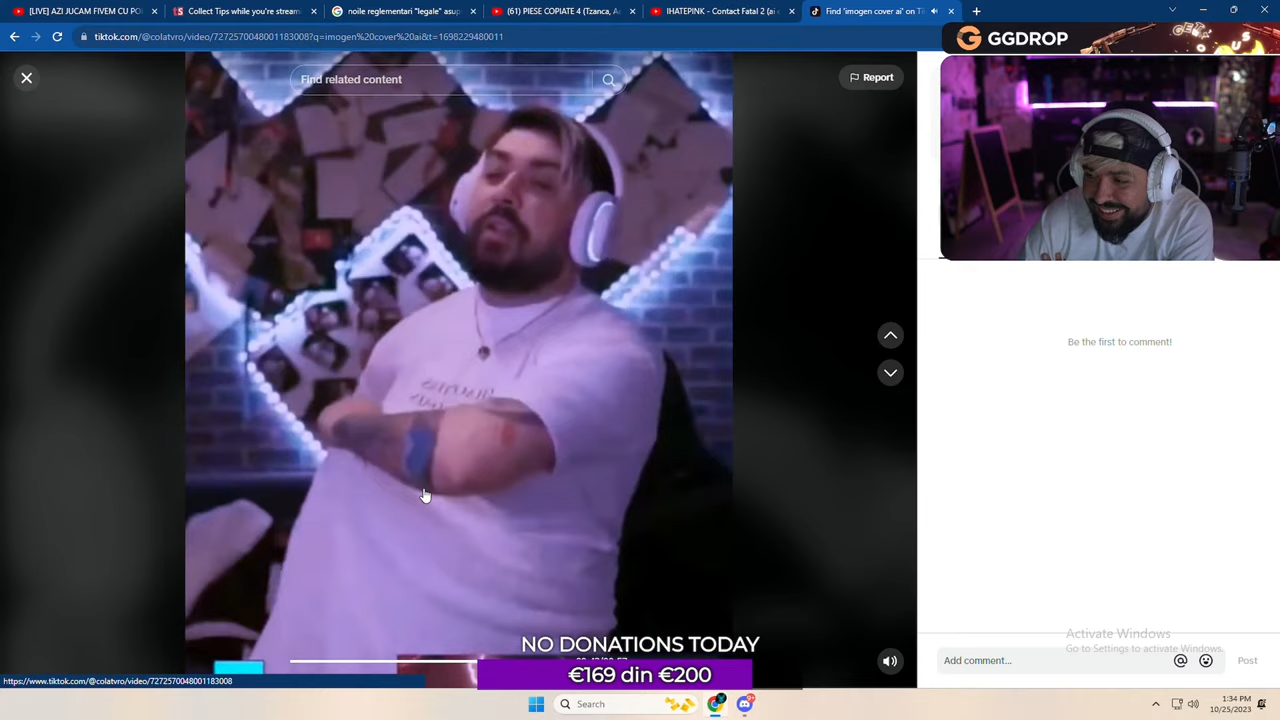 [LIVE] AZI JUCAM FIVEM CU PO
Collect Tips while you're stream
noile reglementari "legale" asup
(61) PIESE COPIATE 4 (Tzanca, A
IHATEPINK - Contact Fatal 2 (ai c
Find 'imogen cover ai' on Ti
tiktok.com/@colatvro/video/7272570048001183008?q=imogen%20cover%20ai&t=1698229480011
GGDROP
Find related content
Report
Be the first to comment!
NO DONATIONS TODAY
€169 din €200
Activate Windows
Go to Settings to activate Windows.
Add comment...
Post
https://www.tiktok.com/@colatvro/video/7272570048001183008
Search
1:34 PM
10/25/2023